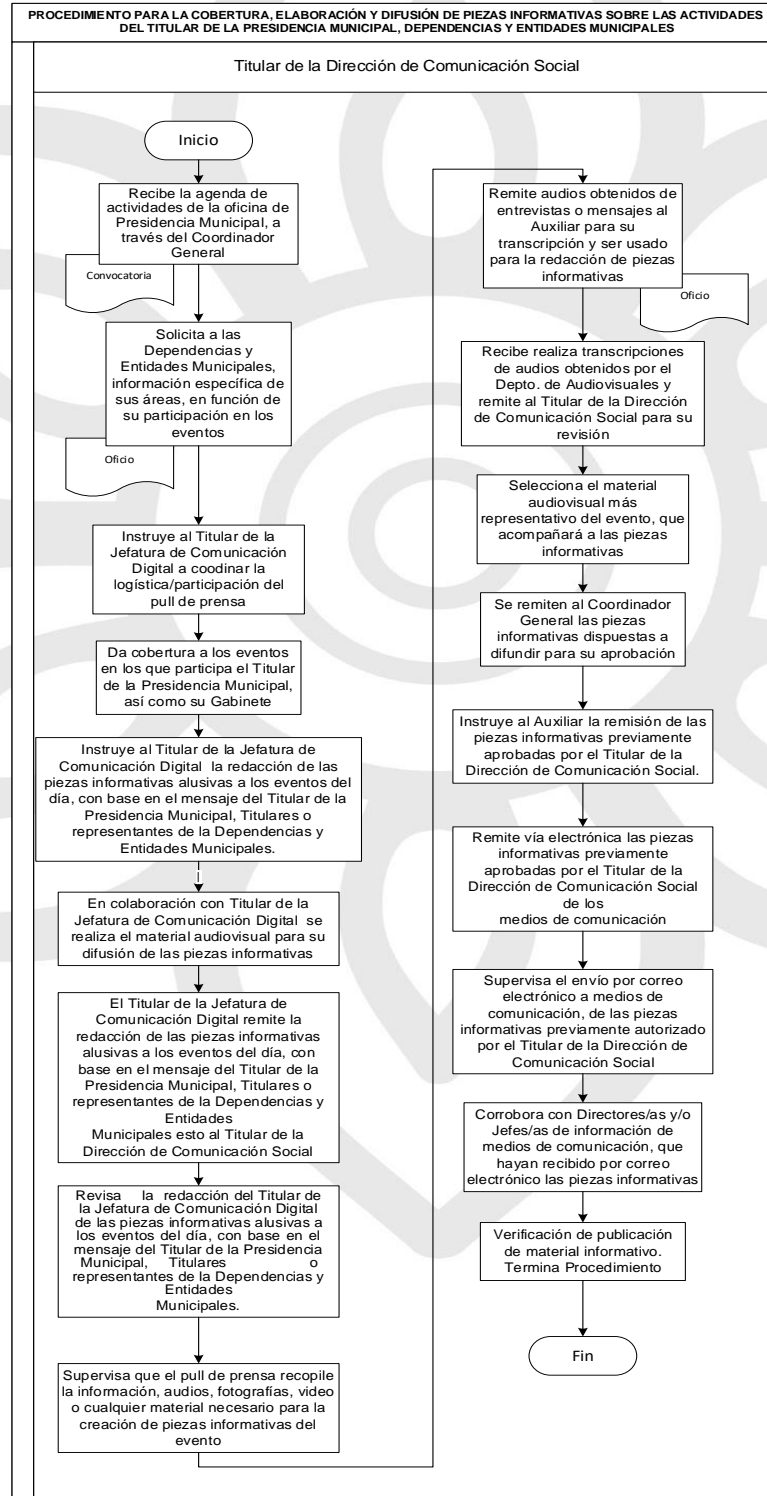 PROCEDIMIENTO PARA LA COBERTURA, ELABORACIÓN Y DIFUSIÓN DE PIEZAS INFORMATIVAS SOBRE LAS ACTIVIDADES
DEL TITULAR DE LA PRESIDENCIA MUNICIPAL, DEPENDENCIAS Y ENTIDADES MUNICIPALES
Titular de la Dirección de Comunicación Social
Inicio
Recibe la agenda de
actividades de la oficina de
Presidencia Municipal, a
través del Coordinador
General
Convocatoria
Solicita a las
Dependencias y
Entidades Municipales,
información específica de
sus áreas, en función de
su participación en los
eventos
Oficio
Instruye al Titular de la
Jefatura de Comunicación
Digital a coodinar la
logística/participación del
pull de prensa
Da cobertura a los eventos
en los que participa el Titular
de la Presidencia Municipal,
así como su Gabinete
Instruye al Titular de la Jefatura de
Comunicación Digital la redacción de las
piezas informativas alusivas a los eventos del
día, con base en el mensaje del Titular de la
Presidencia Municipal, Titulares o
representantes de la Dependencias y
Entidades Municipales.
En colaboración con Titular de la
Jefatura de Comunicación Digital se
realiza el material audiovisual para su
difusión de las piezas informativas
El Titular de la Jefatura de
Comunicación Digital remite la
redacción de las piezas informativas
alusivas a los eventos del día, con
base en el mensaje del Titular de la
Presidencia Municipal, Titulares o
representantes de la Dependencias y
Entidades
Municipales esto al Titular de la
Dirección de Comunicación Social
Revisa la redacción del Titular de
la Jefatura de Comunicación Digital
de las piezas informativas alusivas a
los eventos del día, con base en el
mensaje del Titular de la Presidencia
Municipal, Titulares o
representantes de la Dependencias y
Entidades
Municipales.
Supervisa que el pull de prensa recopile
la información, audios, fotografías, video
o cualquier material necesario para la
creación de piezas informativas del
evento
Remite audios obtenidos de
entrevistas o mensajes al
Auxiliar para su
transcripción y ser usado
para la redacción de piezas
informativas
Oficio
Recibe realiza transcripciones
de audios obtenidos por el
Depto. de Audiovisuales y
remite al Titular de la Dirección
de Comunicación Social para su
revisión
Selecciona el material
audiovisual más
representativo del evento, que
acompañará a las piezas
informativas
Se remiten al Coordinador
General las piezas
informativas dispuestas a
difundir para su aprobación
Instruye al Auxiliar la remisión de las
piezas informativas previamente
aprobadas por el Titular de la
Dirección de Comunicación Social.
Remite vía electrónica las piezas
informativas previamente
aprobadas por el Titular de la
Dirección de Comunicación Social
de los
medios de comunicación
Supervisa el envío por correo
electrónico a medios de
comunicación, de las piezas
informativas previamente autorizado
por el Titular de la Dirección de
Comunicación Social
Corrobora con Directores/as y/o
Jefes/as de información de
medios de comunicación, que
hayan recibido por correo
electrónico las piezas informativas
Verificación de publicación
de material informativo.
Termina Procedimiento
Fin